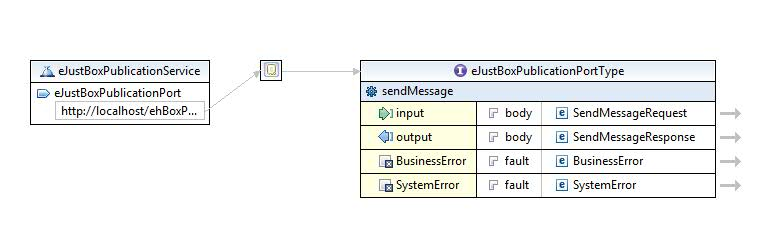 eJustBoxPublicationService
eJustBoxPublicationPort
http://localhost/ehBoxP...
eJustBoxPublicationPortType
sendMessage
input body SendMessageRequest
output body SendMessageResponse
BusinessError fault BusinessError
SystemError fault SystemError